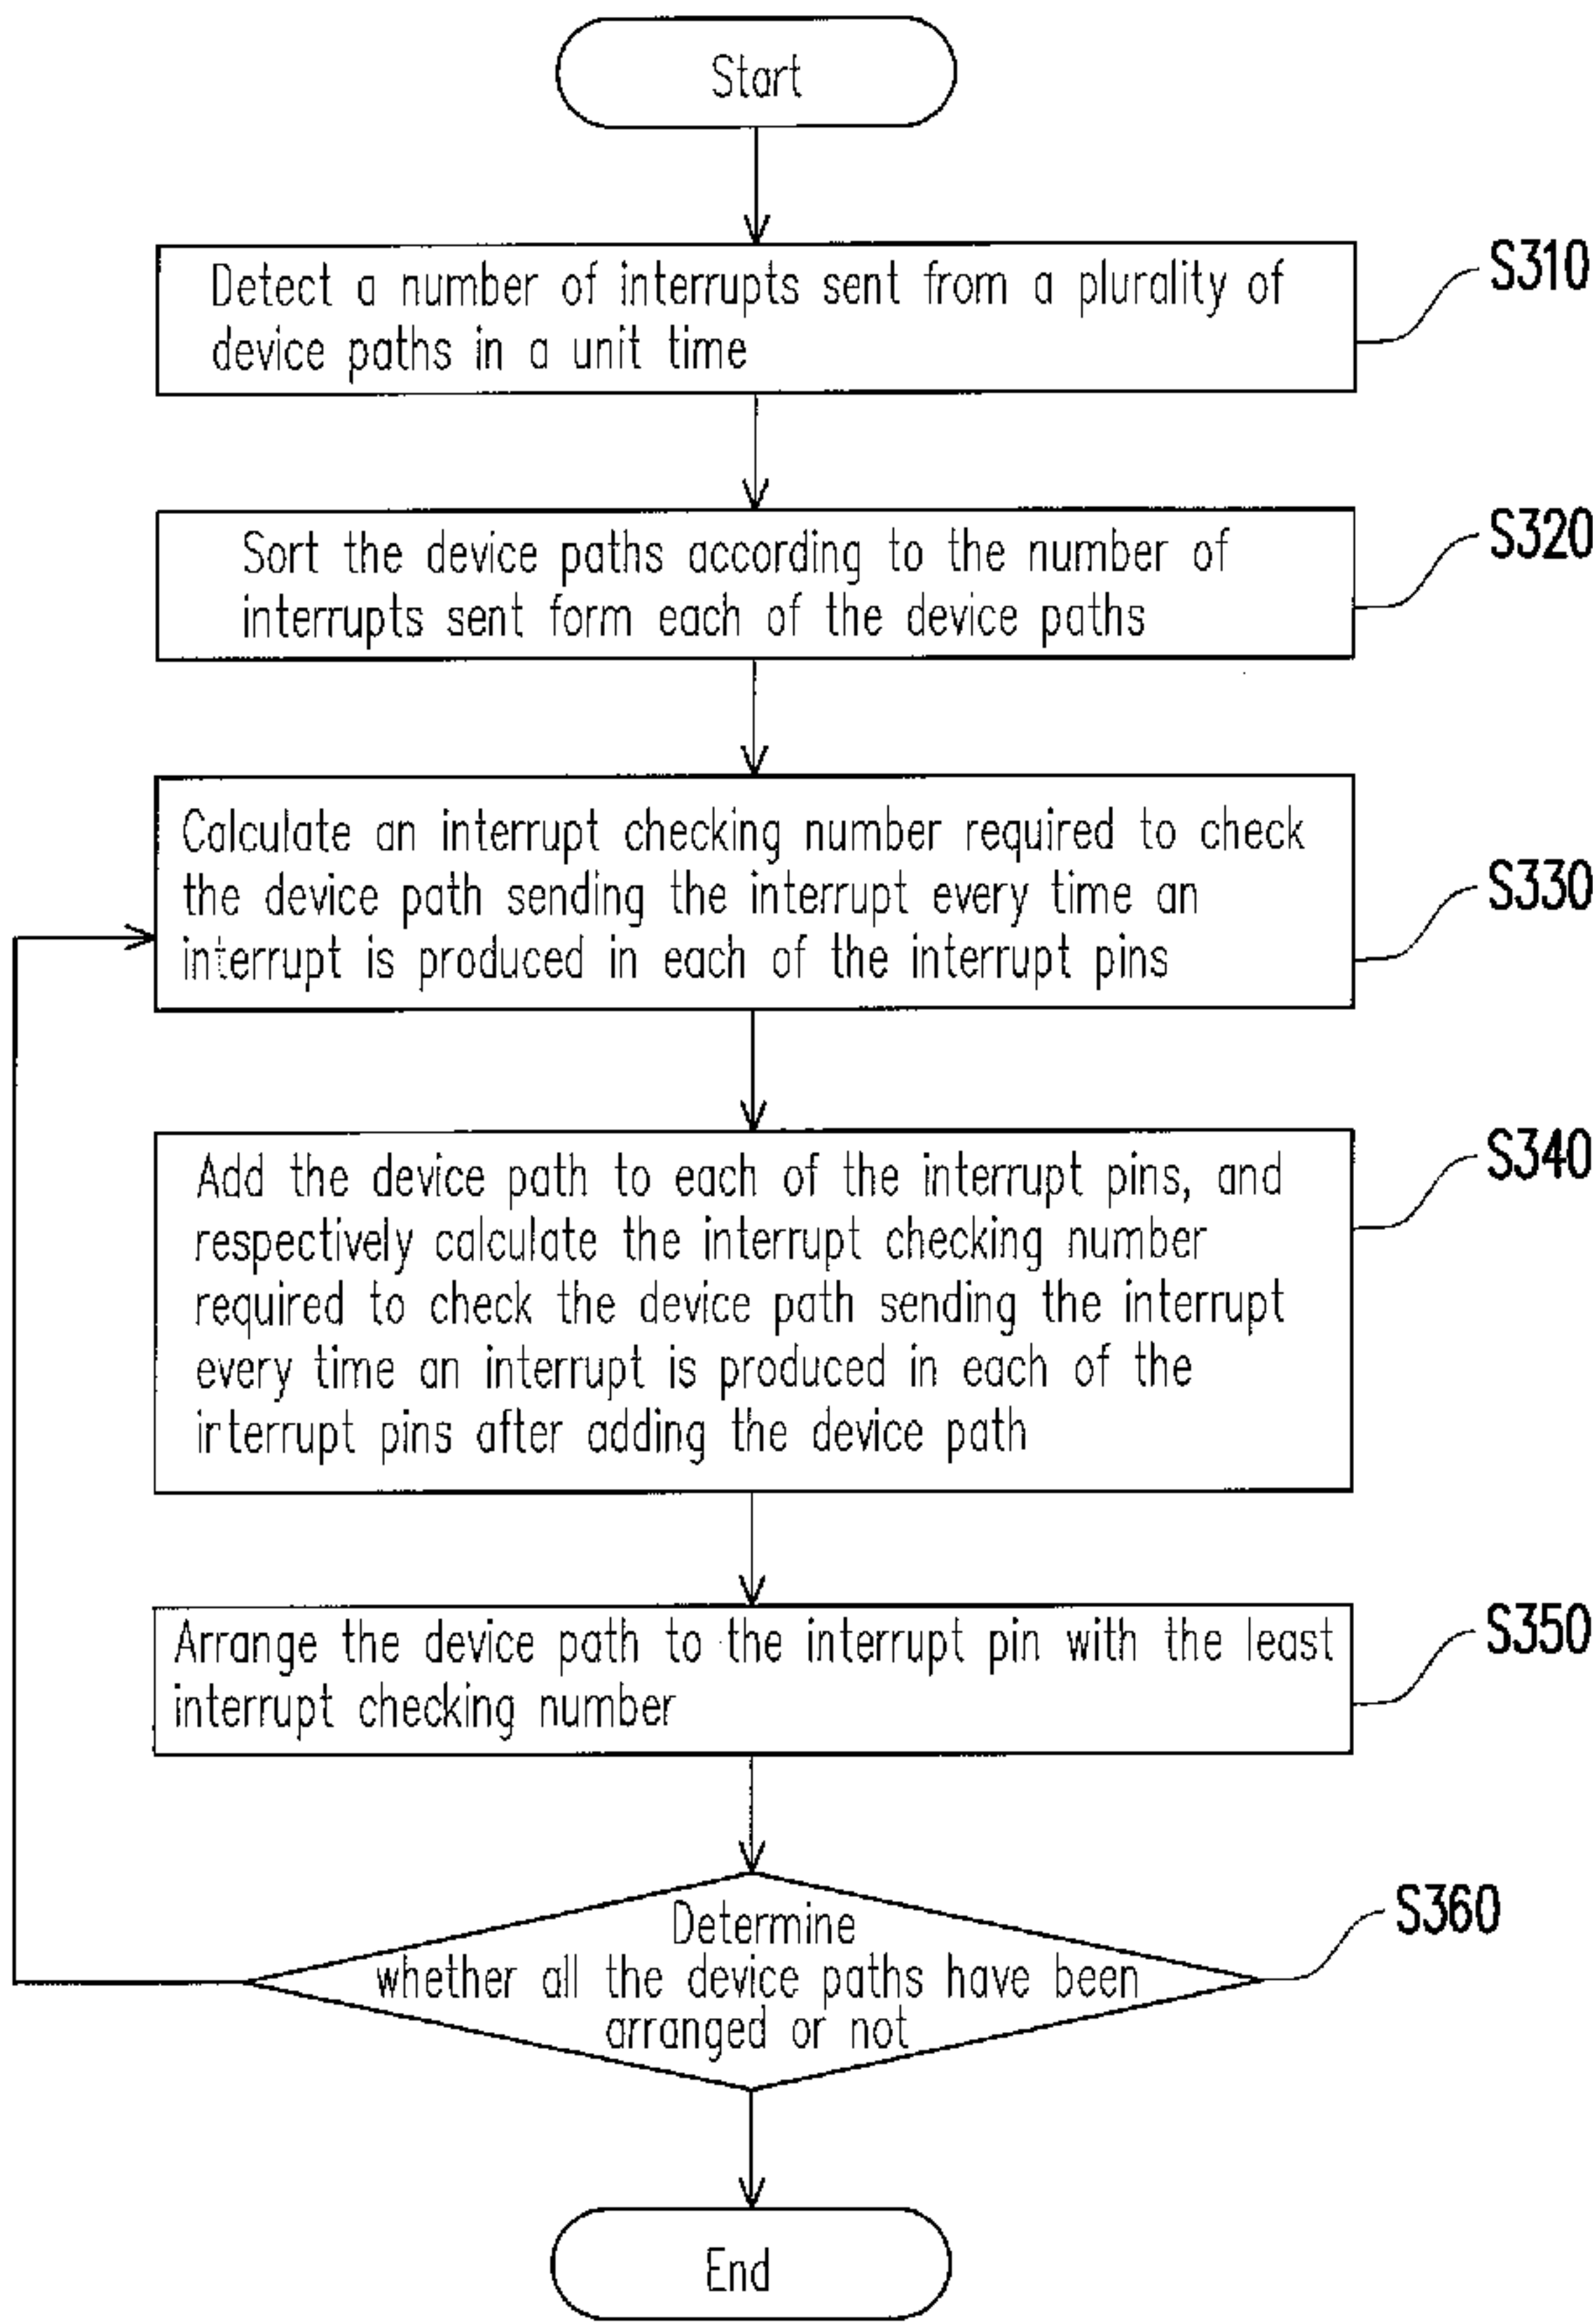 Start
Detect a number of interrupts sent from a plurality of
device paths in a unit time
S310
Sort the device paths according to the number of
interrupts sent form each of the device paths
S320
Calculate an interrupt checking number required to check
the device path sending the interrupt every time an
interrupt is produced in each of the interrupt pins
S330
Add the device path to each of the interrupt pins, and
respectively calculate the interrupt checking number
required to check the device path sending the interrupt
every time an interrupt is produced in each of the
interrupt pins after adding the device path
S340
Arrange the device path to the interrupt pin with the least
interrupt checking number
S350
Determine
whether all the device paths have been
arranged or not
S360
End